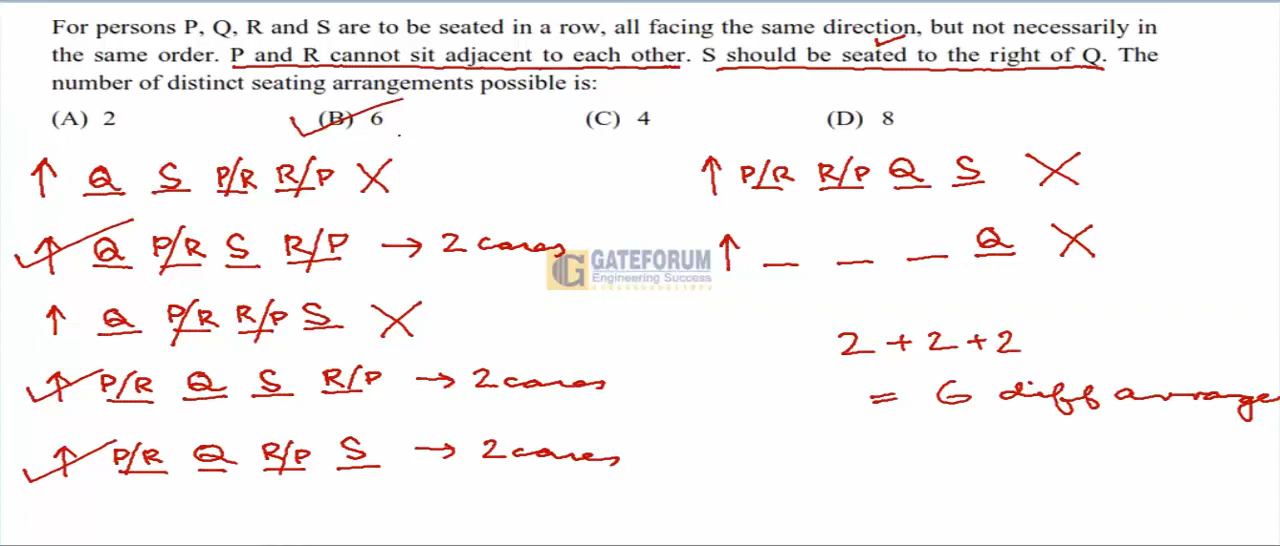 For persons P, Q, R and S are to be seated in a row, all facing the same direction, but not necessarily in
the same order. P and R cannot sit adjacent to each other. S should be seated to the right of Q. The
number of distinct seating arrangements possible is:
(A) 2 (B) 6 (C) 4 (D) 8
↑ Q S P/R R/P X
↑ Q P/R S R/P → 2 cases
↑ Q P/R R/P S X
↑ P/R Q S R/P → 2 cases
↑ P/R Q R/P S → 2 cases
↑ P/R R/P Q S X
↑ _ _ _ Q X
2 + 2 + 2
= 6 diff arrange
G GATEFORUM
Engineering Success